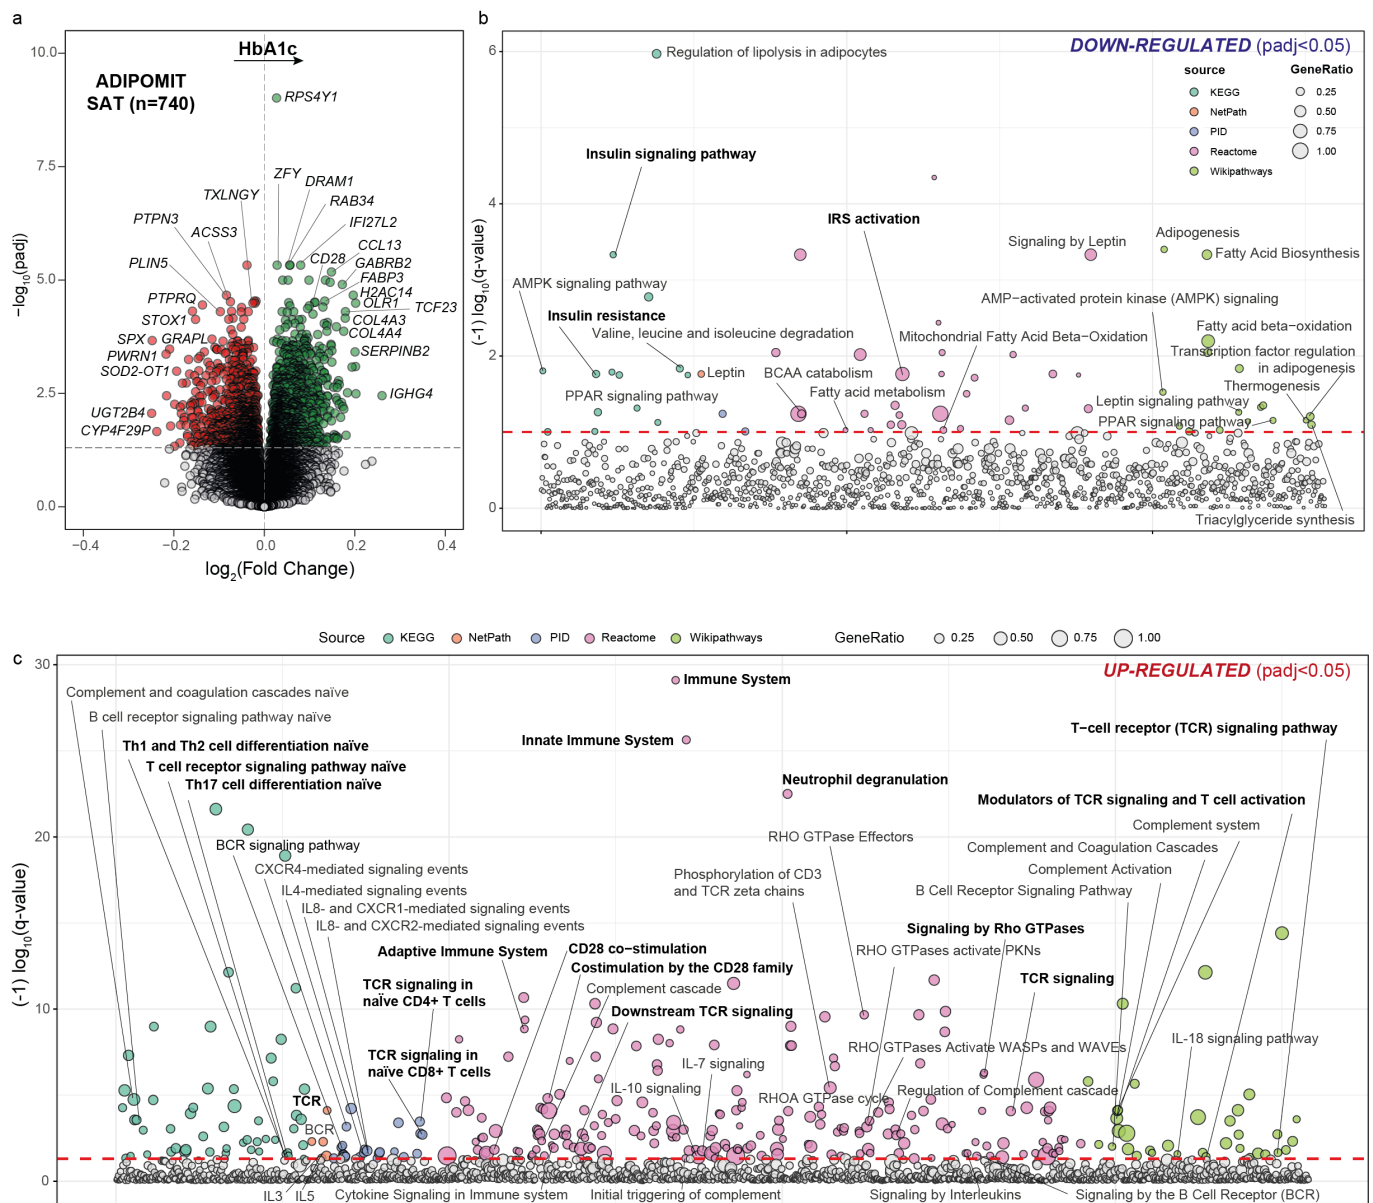 a
HbA1c
ADIPOMIT
SAT (n=740)
RPS4Y1
ZFY
DRAM1
TXLNGY
RAB34
PTPN3
IFI27L2
ACSS3
CCL13
CD28
GABRB2
PLIN5
FABP3
H2AC14
PTPRQ
OLR1
TCF23
STOX1
COL4A3
COL4A4
SPX
GRAPL
PWRN1
SERPINB2
SOD2-OT1
IGHG4
UGT2B4
CYP4F29P
10.0
7.5
5.0
2.5
0.0
−log10(padj)
−0.4
−0.2
0.0
0.2
0.4
log2(Fold Change)
b
DOWN-REGULATED (padj<0.05)
source
GeneRatio
KEGG
0.25
NetPath
0.50
PID
0.75
Reactome
1.00
Wikipathways
Regulation of lipolysis in adipocytes
Insulin signaling pathway
IRS activation
Adipogenesis
Signaling by Leptin
Fatty Acid Biosynthesis
AMPK signaling pathway
AMP−activated protein kinase (AMPK) signaling
Insulin resistance
Valine, leucine and isoleucine degradation
Mitochondrial Fatty Acid Beta−Oxidation
Fatty acid beta−oxidation
Transcription factor regulation
in adipogenesis
Leptin
BCAA catabolism
Thermogenesis
PPAR signaling pathway
Fatty acid metabolism
Leptin signaling pathway
PPAR signaling pathway
Triacylglyceride synthesis
6
4
2
0
(-1) log10(q-value)
Source
KEGG
NetPath
PID
Reactome
Wikipathways
GeneRatio
0.25
0.50
0.75
1.00
c
UP-REGULATED (padj<0.05)
Immune System
Complement and coagulation cascades naïve
B cell receptor signaling pathway naïve
T−cell receptor (TCR) signaling pathway
Innate Immune System
Th1 and Th2 cell differentiation naïve
T cell receptor signaling pathway naïve
Th17 cell differentiation naïve
Neutrophil degranulation
Modulators of TCR signaling and T cell activation
Complement system
RHO GTPase Effectors
BCR signaling pathway
Complement and Coagulation Cascades
CXCR4-mediated signaling events
Phosphorylation of CD3
and TCR zeta chains
Complement Activation
IL4-mediated signaling events
B Cell Receptor Signaling Pathway
IL8- and CXCR1-mediated signaling events
IL8- and CXCR2-mediated signaling events
Signaling by Rho GTPases
Adaptive Immune System
CD28 co−stimulation
RHO GTPases activate PKNs
Costimulation by the CD28 family
TCR signaling in
naïve CD4+ T cells
Complement cascade
TCR signaling
Downstream TCR signaling
IL-18 signaling pathway
TCR signaling in
naïve CD8+ T cells
RHO GTPases Activate WASPs and WAVEs
IL-7 signaling
IL-10 signaling
Regulation of Complement cascade
RHOA GTPase cycle
TCR
BCR
IL3
IL5
Cytokine Signaling in Immune system
Initial triggering of complement
Signaling by Interleukins
Signaling by the B Cell Receptor (BCR)
30
20
10
0
(-1) log10(q-value)